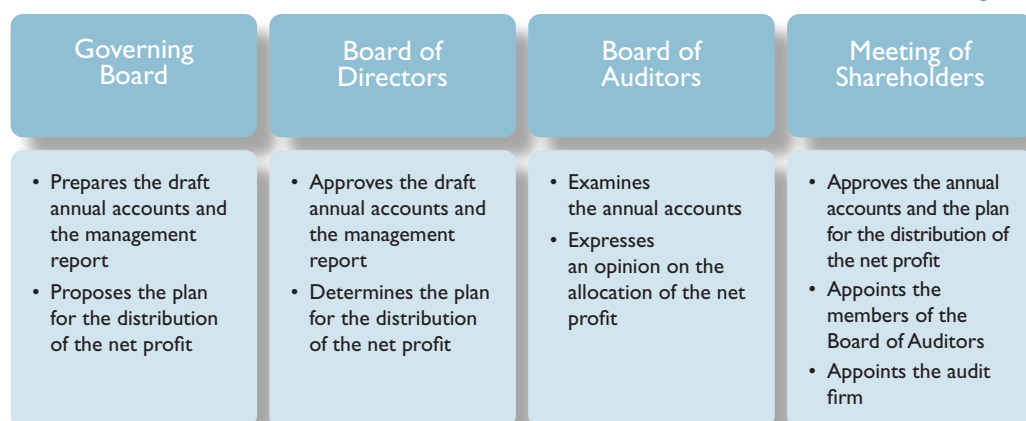 Governing
Board
Board of
Directors
Board of
Auditors
Meeting of
Shareholders
• Prepares the draft
annual accounts and
the management
report
• Proposes the plan
for the distribution
of the net profit
• Approves the draft
annual accounts and
the management
report
• Determines the plan
for the distribution
of the net profit
• Examines
the annual accounts
• Expresses
an opinion on the
allocation of the net
profit
• Approves the annual
accounts and the plan
for the distribution of
the net profit
• Appoints the
members of the
Board of Auditors
• Appoints the audit
firm